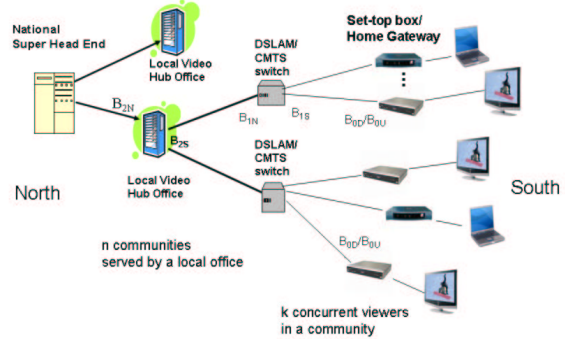 National
Super Head End
Local Video
Hub Office
DSLAM/
CMTS
switch
Set-top box/
Home Gateway
B2N
B2S
B1N
B1S
B0D/B0U
Local Video
Hub Office
DSLAM/
CMTS
switch
North
South
n communities
served by a local office
B0D/B0U
k concurrent viewers
in a community